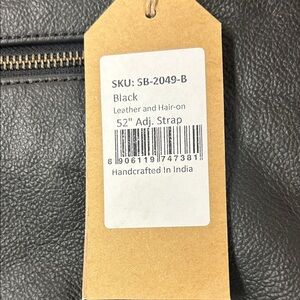 SKU: SB-2049-B
Black
Leather and Hair-on
52" Adj. Strap
8 906119 747381
Handcrafted In India